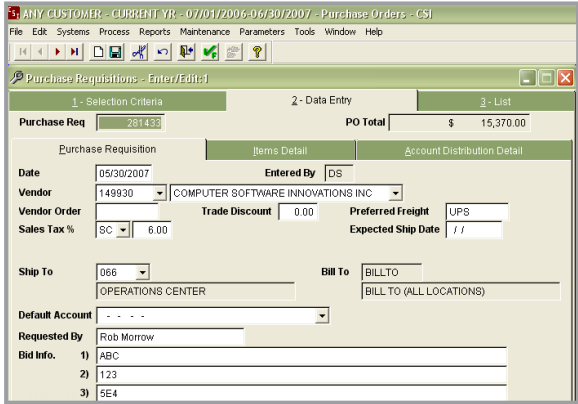 ANY CUSTOMER - CURRENT YR - 07/01/2006-06/30/2007 - Purchase Orders - CSI
File Edit Systems Process Reports Maintenance Parameters Tools Window Help
Purchase Requisitions - Enter/Edit:1
1 - Selection Criteria 2 - Data Entry 3 - List
Purchase Req 281433 PO Total $ 15,370.00
Purchase Requisition Items Detail Account Distribution Detail
Date 05/30/2007 Entered By DS
Vendor 149930 COMPUTER SOFTWARE INNOVATIONS INC
Vendor Order Trade Discount 0.00 Preferred Freight UPS
Sales Tax % SC 6.00 Expected Ship Date / /
Ship To 066 Bill To BILLTO
OPERATIONS CENTER BILL TO (ALL LOCATIONS)
Default Account - - - -
Requested By Rob Morrow
Bid Info. 1) ABC
2) 123
3) 5E4